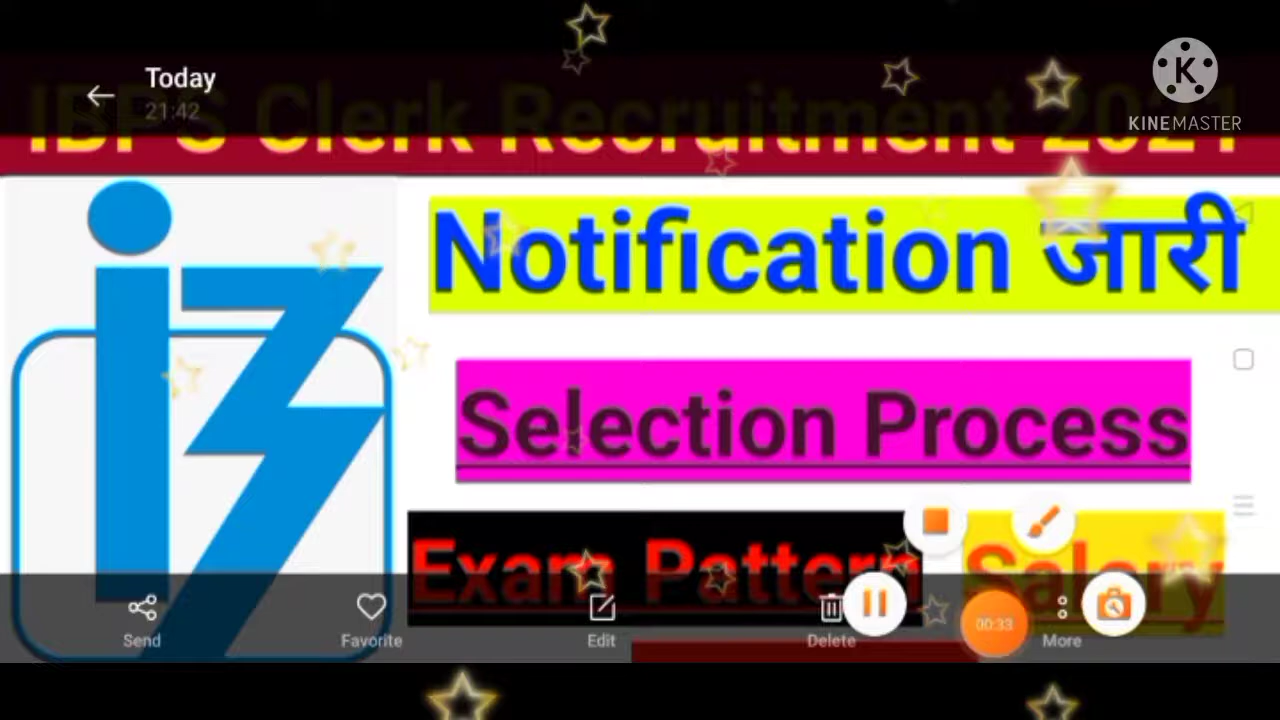 Today
21:42
IBPS Clerk Recruitment 2021
KINEMASTER
Notification जारी
Selection Process
Exam Pattern Salary
Send Favorite Edit Delete 00:33 More